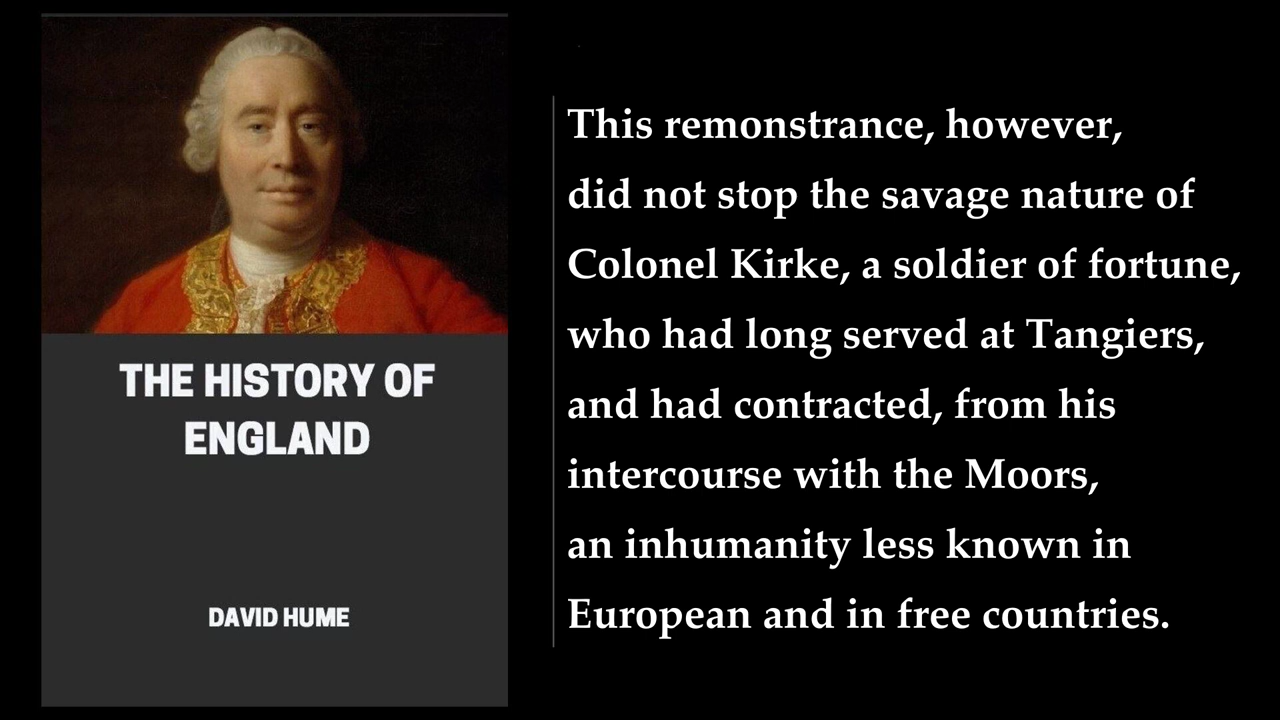 THE HISTORY OF
ENGLAND
DAVID HUME
This remonstrance, however,
did not stop the savage nature of
Colonel Kirke, a soldier of fortune,
who had long served at Tangiers,
and had contracted, from his
intercourse with the Moors,
an inhumanity less known in
European and in free countries.